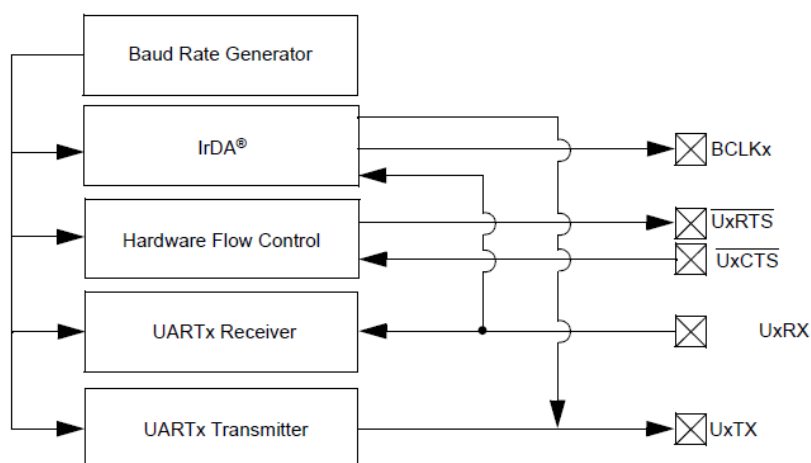 Baud Rate Generator
IrDA®
BCLKx
UxRTS
Hardware Flow Control
UxCTS
UARTx Receiver
UxRX
UARTx Transmitter
UxTX